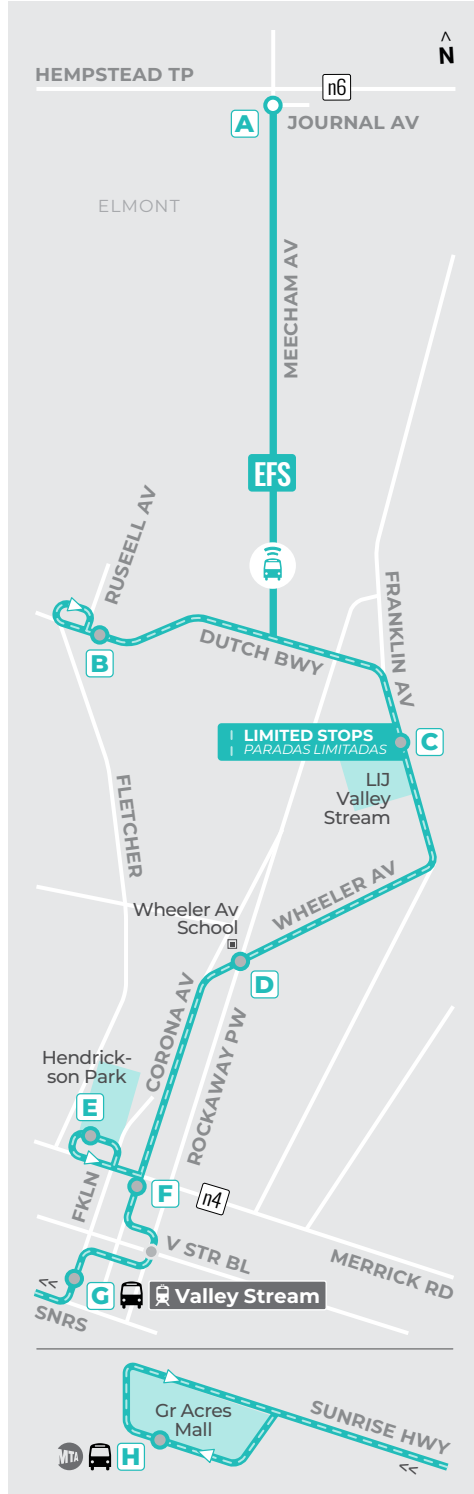 N
HEMPSTEAD TP
n6
A
JOURNAL AV
ELMONT
MEECHAM AV
EFS
RUSEELL AV
B
DUTCH BWY
FRANKLIN AV
LIMITED STOPS
PARADAS LIMITADAS
C
LIJ
Valley
Stream
FLETCHER
WHEELER AV
Wheeler Av
School
D
CORONA AV
ROCKAWAY PW
Hendrick-
son Park
E
FKLN
F
n4
V STR BL
MERRICK RD
<<
G
Valley Stream
SNRS
Gr Acres
Mall
SUNRISE HWY
MTA
H
<<